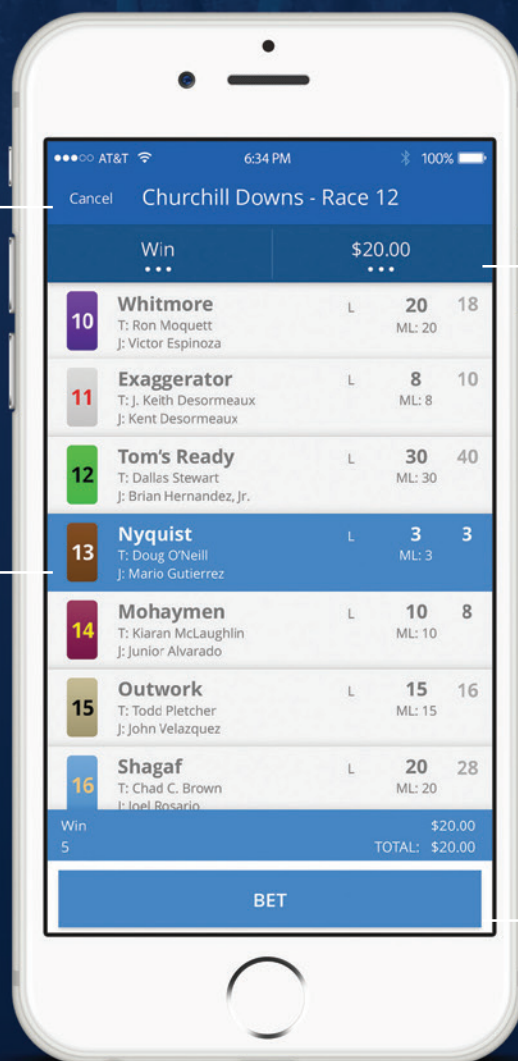 AT&T 6:34 PM 100%
Cancel Churchill Downs - Race 12
Win $20.00
10 Whitmore L 20 18
T: Ron Moquett ML: 20
J: Victor Espinoza
11 Exaggerator L 8 10
T: J. Keith Desormeaux ML: 8
J: Kent Desormeaux
12 Tom's Ready L 30 40
T: Dallas Stewart ML: 30
J: Brian Hernandez, Jr.
13 Nyquist L 3 3
T: Doug O'Neill ML: 3
J: Mario Gutierrez
14 Mohaymen L 10 8
T: Kiaran McLaughlin ML: 10
J: Junior Alvarado
15 Outwork L 15 16
T: Todd Pletcher ML: 15
J: John Velazquez
16 Shagaf L 20 28
T: Chad C. Brown ML: 20
J: Joel Rosario
Win $20.00
5 TOTAL: $20.00
BET